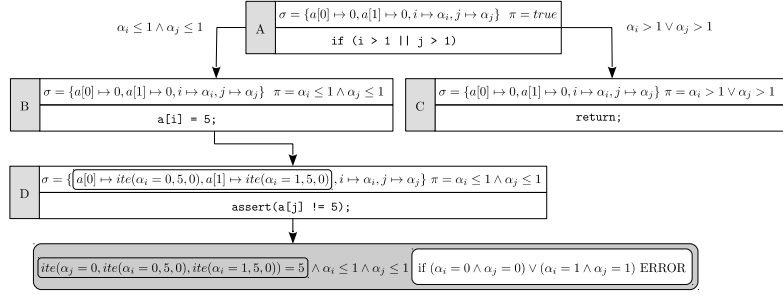 α_i ≤ 1 ∧ α_j ≤ 1
A
σ = {a[0] ↦ 0, a[1] ↦ 0, i ↦ α_i, j ↦ α_j} π = true
if (i > 1 || j > 1)
α_i > 1 ∨ α_j > 1
B
σ = {a[0] ↦ 0, a[1] ↦ 0, i ↦ α_i, j ↦ α_j} π = α_i ≤ 1 ∧ α_j ≤ 1
a[i] = 5;
C
σ = {a[0] ↦ 0, a[1] ↦ 0, i ↦ α_i, j ↦ α_j} π = α_i > 1 ∨ α_j > 1
return;
D
σ = {a[0] ↦ ite(α_i = 0, 5, 0), a[1] ↦ ite(α_i = 1, 5, 0), i ↦ α_i, j ↦ α_j} π = α_i ≤ 1 ∧ α_j ≤ 1
assert(a[j] != 5);
ite(α_j = 0, ite(α_i = 0, 5, 0), ite(α_i = 1, 5, 0)) = 5 ∧ α_i ≤ 1 ∧ α_j ≤ 1 if (α_i = 0 ∧ α_j = 0) ∨ (α_i = 1 ∧ α_j = 1) ERROR